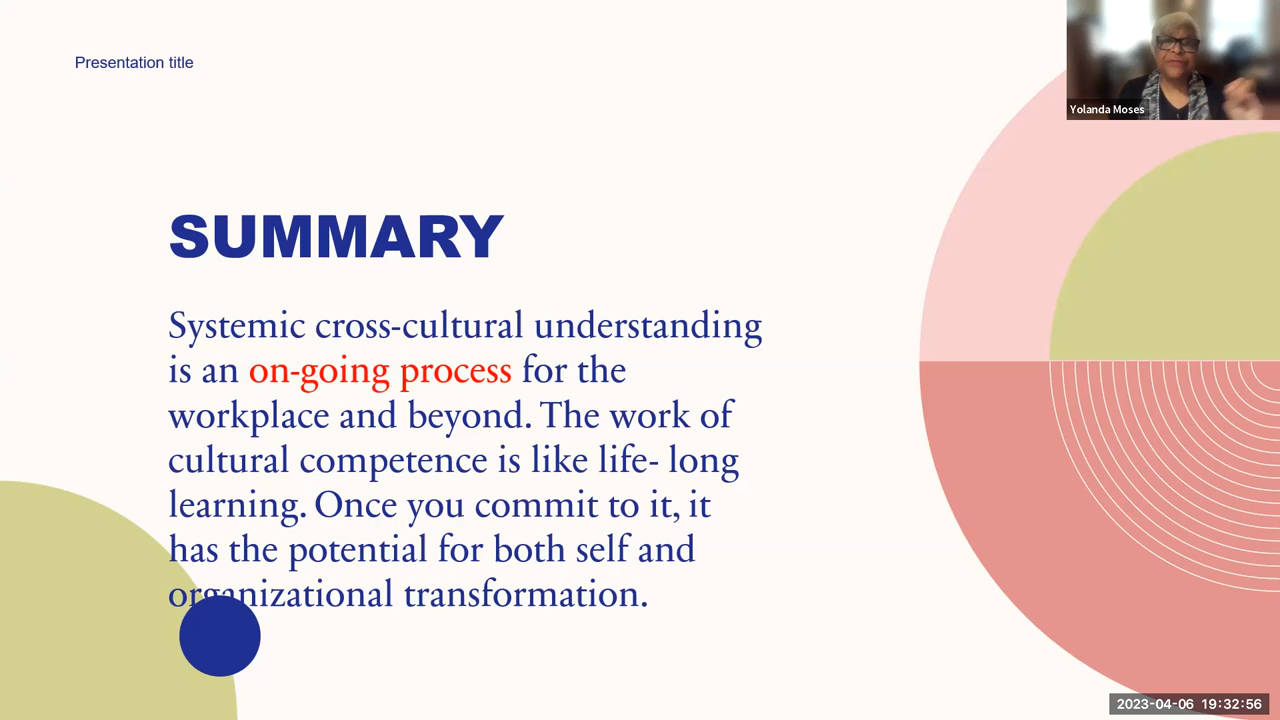 Presentation title
Yolanda Moses
SUMMARY
Systemic cross-cultural understanding
is an on-going process for the
workplace and beyond. The work of
cultural competence is like life- long
learning. Once you commit to it, it
has the potential for both self and
organizational transformation.
2023-04-06 19:32:56